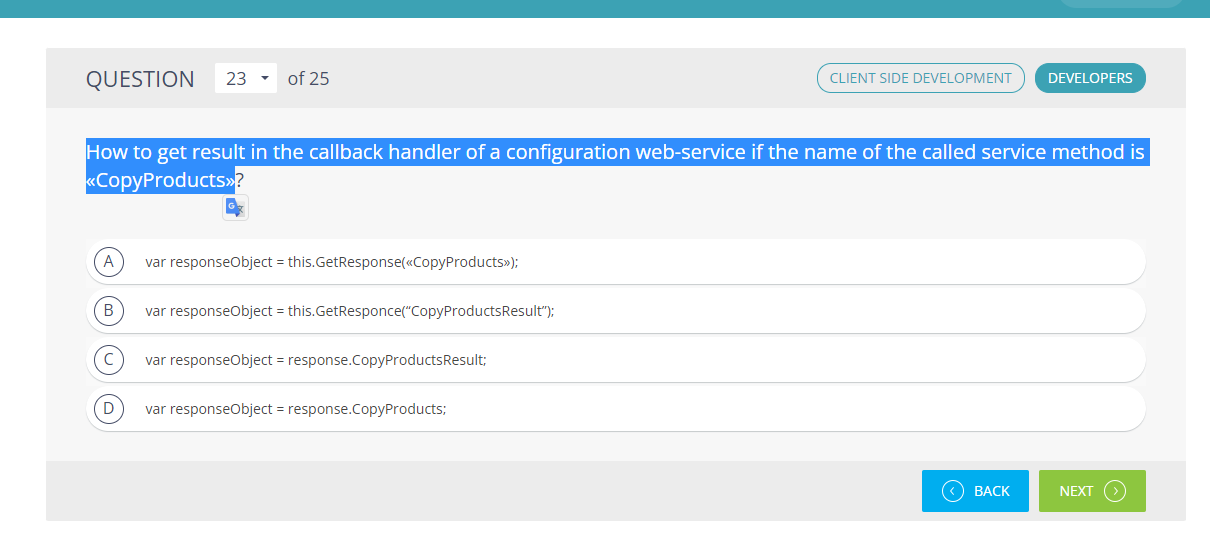 QUESTION 23 of 25 CLIENT SIDE DEVELOPMENT DEVELOPERS
How to get result in the callback handler of a configuration web-service if the name of the called service method is
«CopyProducts»?
A var responseObject = this.GetResponse(«CopyProducts»);
B var responseObject = this.GetResponce(“CopyProductsResult”);
C var responseObject = response.CopyProductsResult;
D var responseObject = response.CopyProducts;
BACK NEXT